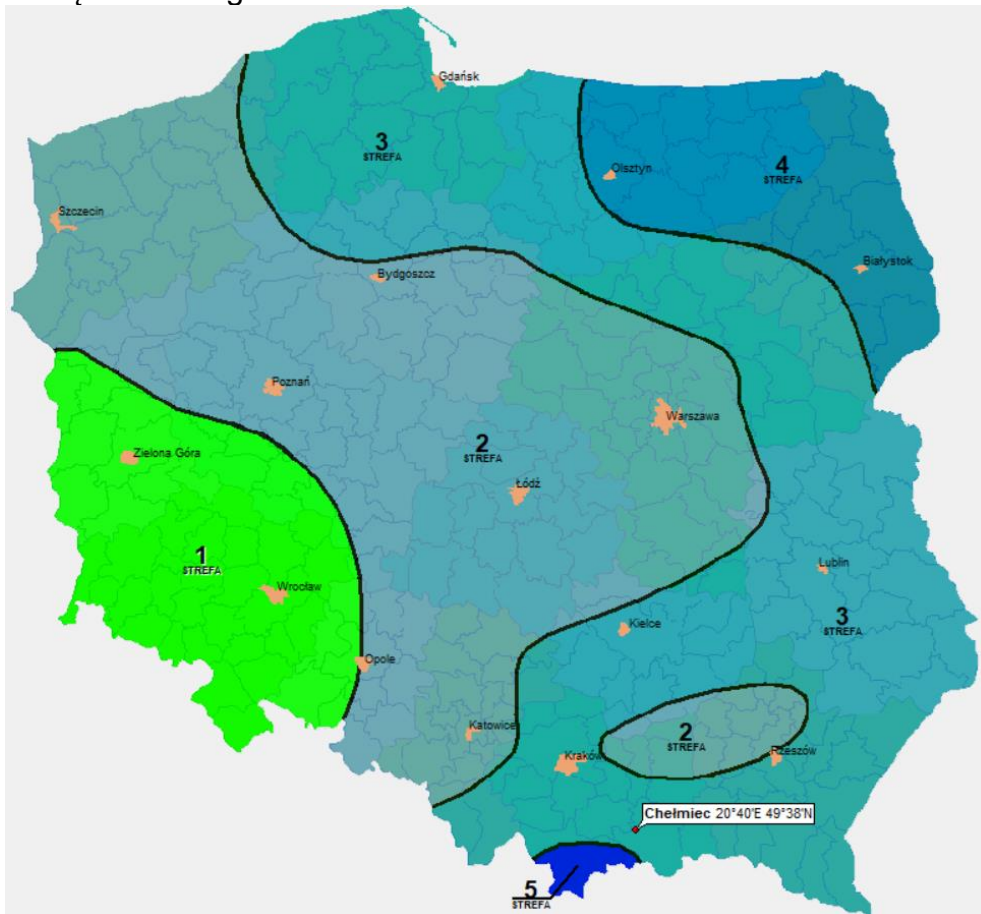 Gdańsk
3
STREFA
4
STREFA
Olsztyn
Szczecin
Białystok
Bydgoszcz
Poznań
Warszawa
2
STREFA
Zielona Góra
Łódź
1
STREFA
Lublin
Wrocław
3
STREFA
Kielce
Opole
Katowice
2
STREFA
Rzeszów
Kraków
Chełmiec 20°40'E 49°38'N
5
STREFA